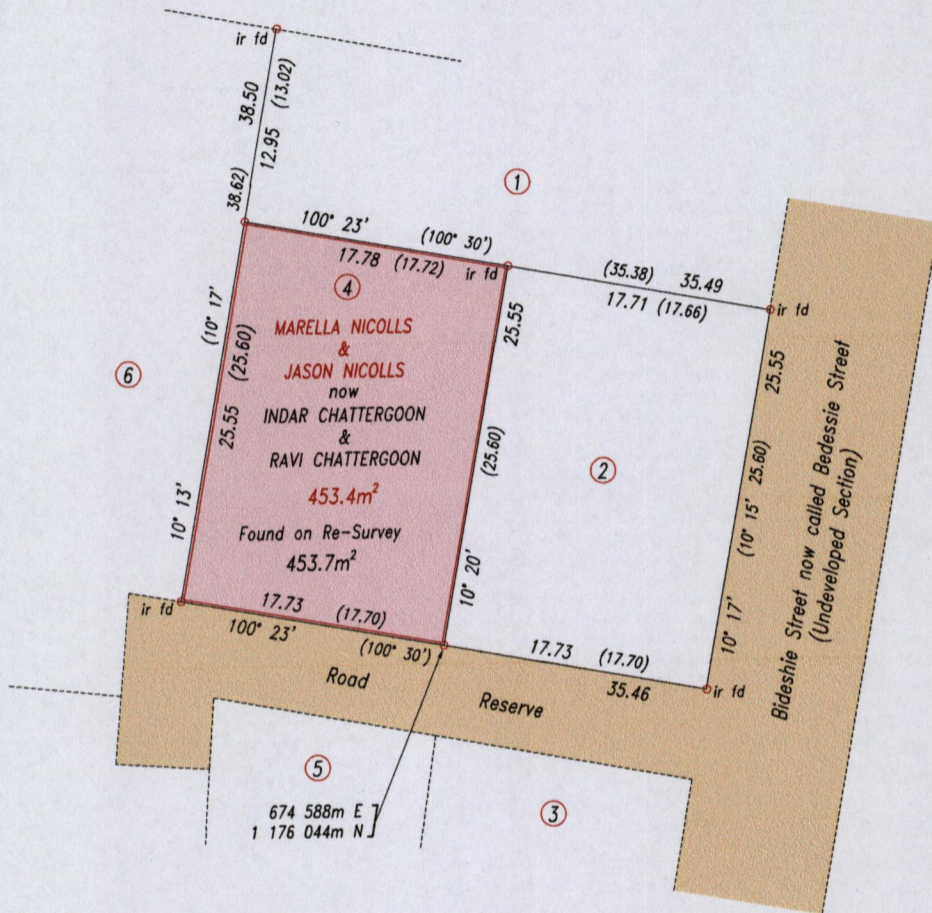 ir fd
38.50
(13.02)
12.95
38.62)
1
100° 23'
(100° 30')
17.78 (17.72)
ir fd
(35.38) 35.49
17.71 (17.66)
ir fd
4
MARELLA NICOLLS
&
JASON NICOLLS
now
INDAR CHATTERGOON
&
RAVI CHATTERGOON
453.4m²
Found on Re-Survey
453.7m²
6
(10° 17'
(25.60)
25.55
10° 13'
25.55
(25.60)
10° 20'
2
25.55
(10° 15' 25.60)
10° 17'
Bideshie Street now called Bedessie Street
(Undeveloped Section)
ir fd
17.73 (17.70)
100° 23'
(100° 30')
17.73 (17.70)
35.46
ir fd
Road
Reserve
5
3
674 588m E
1 176 044m N